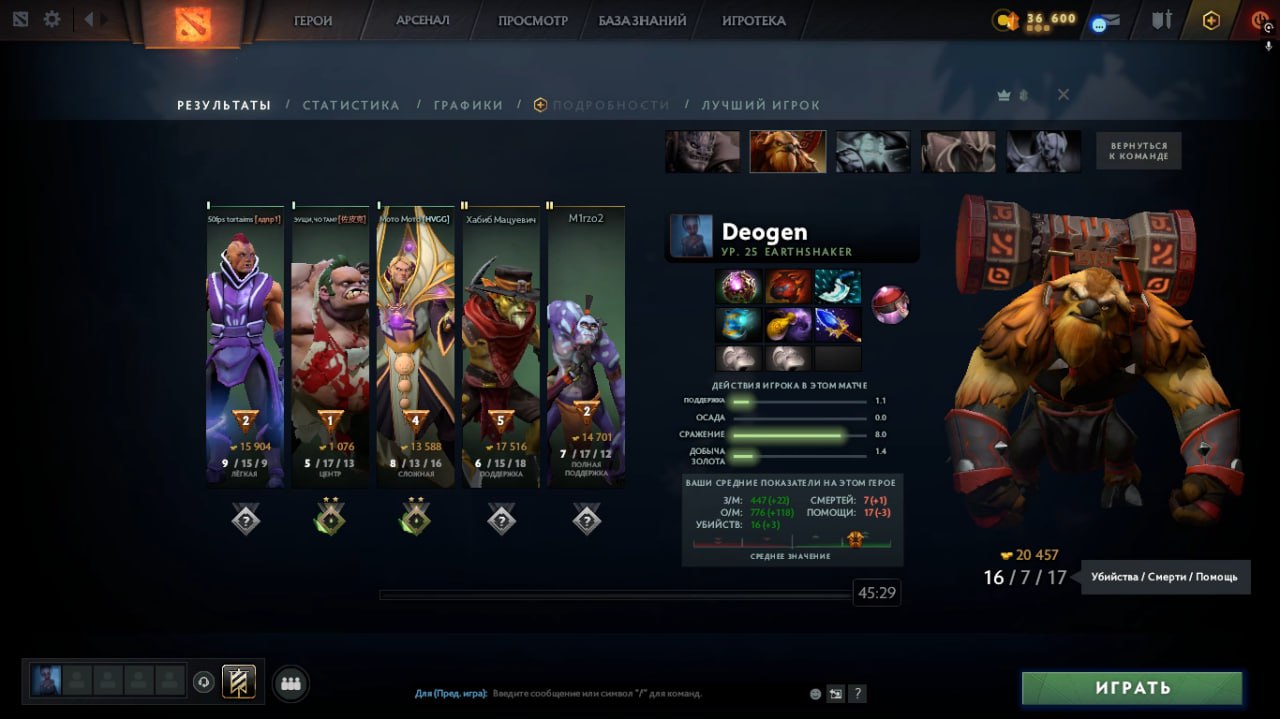 ГЕРОИ
АРСЕНАЛ
ПРОСМОТР
БАЗА ЗНАНИЙ
ИГРОТЕКА
36 600
РЕЗУЛЬТАТЫ / СТАТИСТИКА / ГРАФИКИ / ПОДРОБНОСТИ / ЛУЧШИЙ ИГРОК
ВЕРНУТЬСЯ
К КОМАНДЕ
50fps tortaims [ядпр1]
ЭУЩИ, ЧО ТАМ? [佐皮克]
Мото Мото [HVGG]
Хабиб Мацуевич
M1rzo2
2
15 904
9 / 15 / 9
ЛЁГКАЯ
1
1 076
5 / 17 / 13
ЦЕНТР
4
13 588
8 / 13 / 16
СЛОЖНАЯ
5
17 516
6 / 15 / 18
ПОДДЕРЖКА
2
14 701
7 / 17 / 12
ПОЛНАЯ
ПОДДЕРЖКА
?
?
?
Deogen
УР. 25 EARTHSHAKER
ДЕЙСТВИЯ ИГРОКА В ЭТОМ МАТЧЕ
ПОДДЕРЖКА 1.1
ОСАДА 0.0
СРАЖЕНИЕ 8.0
ДОБЫЧА
ЗОЛОТА 1.4
ВАШИ СРЕДНИЕ ПОКАЗАТЕЛИ НА ЭТОМ ГЕРОЕ
З/М: 447 (+22) СМЕРТЕЙ: 7 (+1)
О/М: 776 (+118) ПОМОЩИ: 17 (-3)
УБИЙСТВ: 16 (+3)
СРЕДНЕЕ ЗНАЧЕНИЕ
20 457
16 / 7 / 17
Убийства / Смерти / Помощь
45:29
Для (Пред. игра): Введите сообщение или символ "/" для команд.
?
ИГРАТЬ